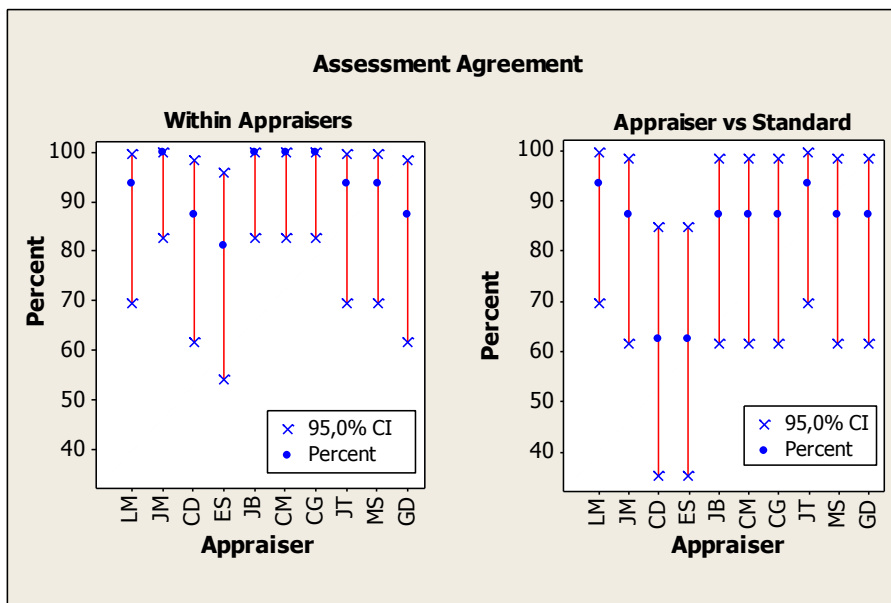 Assessment Agreement
Within Appraisers
100
90
80
70
60
50
40
Percent
95,0% CI
Percent
LM JM CD ES JB CM CG JT MS GD
Appraiser
Appraiser vs Standard
100
90
80
70
60
50
40
Percent
95,0% CI
Percent
LM JM CD ES JB CM CG JT MS GD
Appraiser